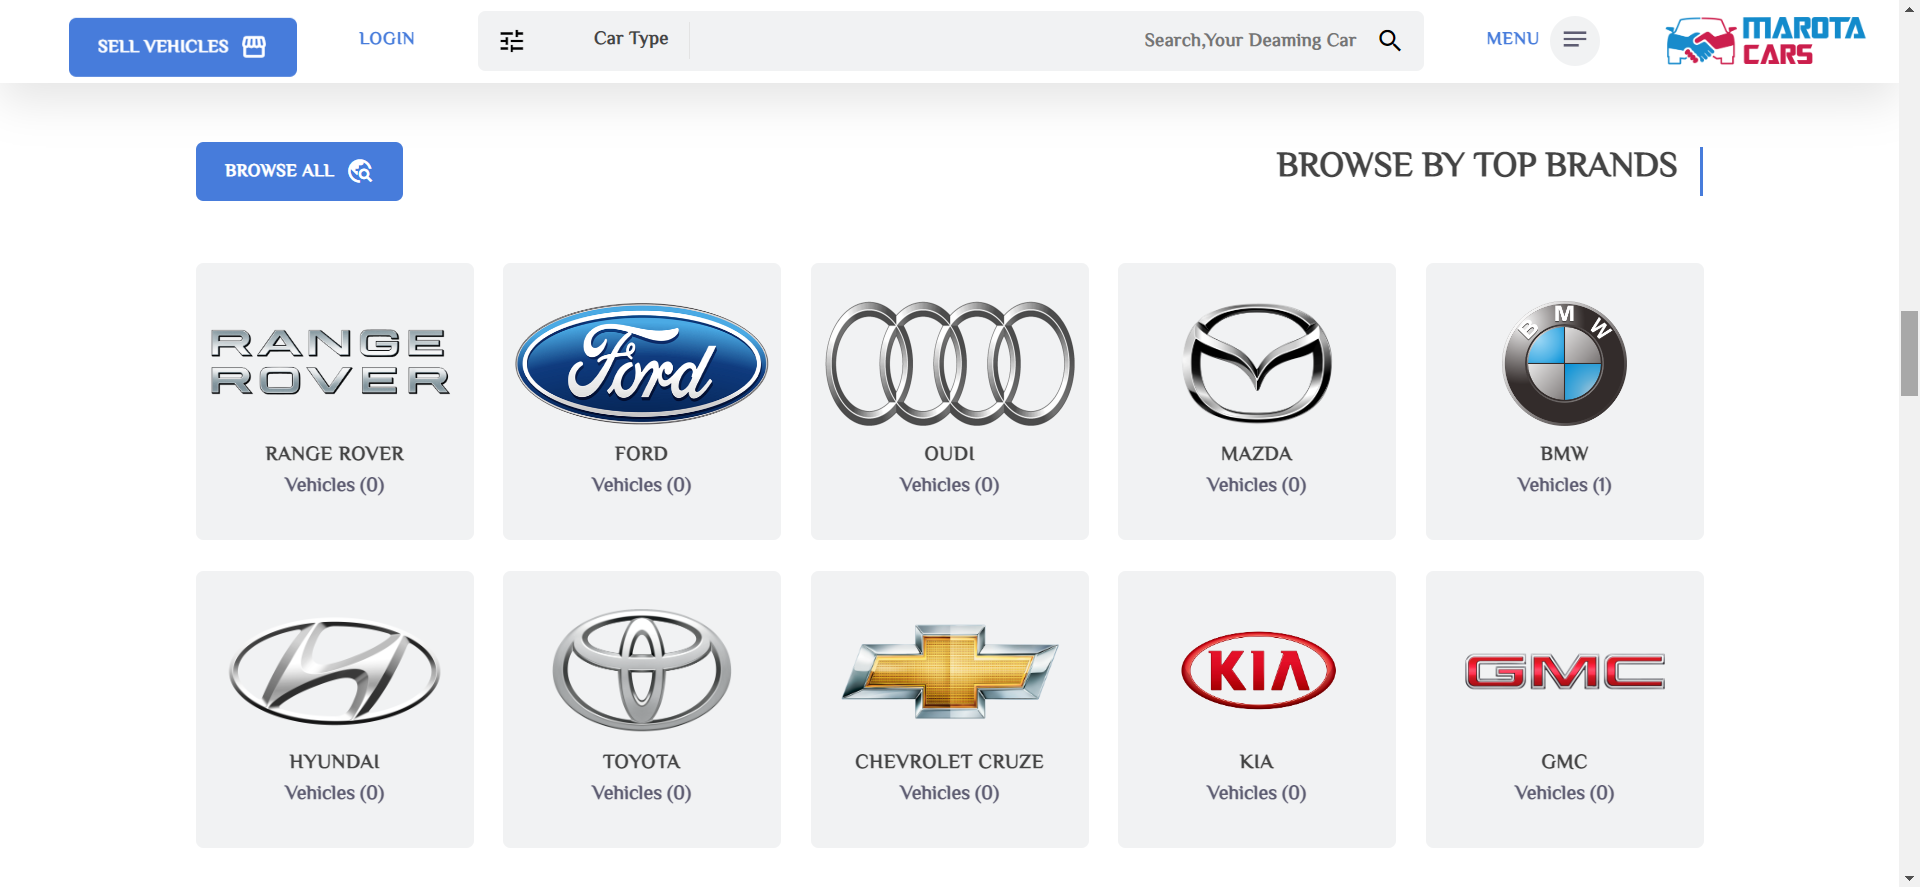 SELL VEHICLES
LOGIN
Car Type
Search,Your Deaming Car
MENU
MAROTA
CARS
BROWSE ALL
BROWSE BY TOP BRANDS
RANGE
ROVER
RANGE ROVER
Vehicles (0)
Ford
FORD
Vehicles (0)
OUDI
Vehicles (0)
MAZDA
Vehicles (0)
BMW
BMW
Vehicles (1)
HYUNDAI
Vehicles (0)
TOYOTA
Vehicles (0)
CHEVROLET CRUZE
Vehicles (0)
KIA
KIA
Vehicles (0)
GMC
GMC
Vehicles (0)